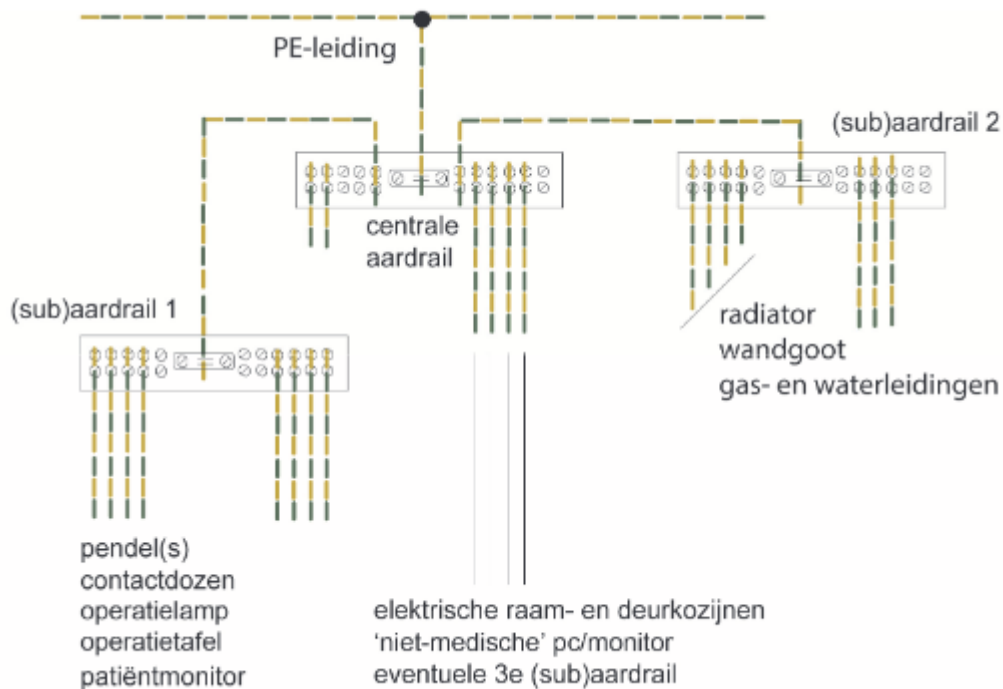 PE-leiding
(sub)aardrail 2
centrale
aardrail
(sub)aardrail 1
radiator
wandgoot
gas- en waterleidingen
pendel(s)
contactdozen
operatielamp
operatietafel
patiëntmonitor
elektrische raam- en deurkozijnen
‘niet-medische’ pc/monitor
eventuele 3e (sub)aardrail